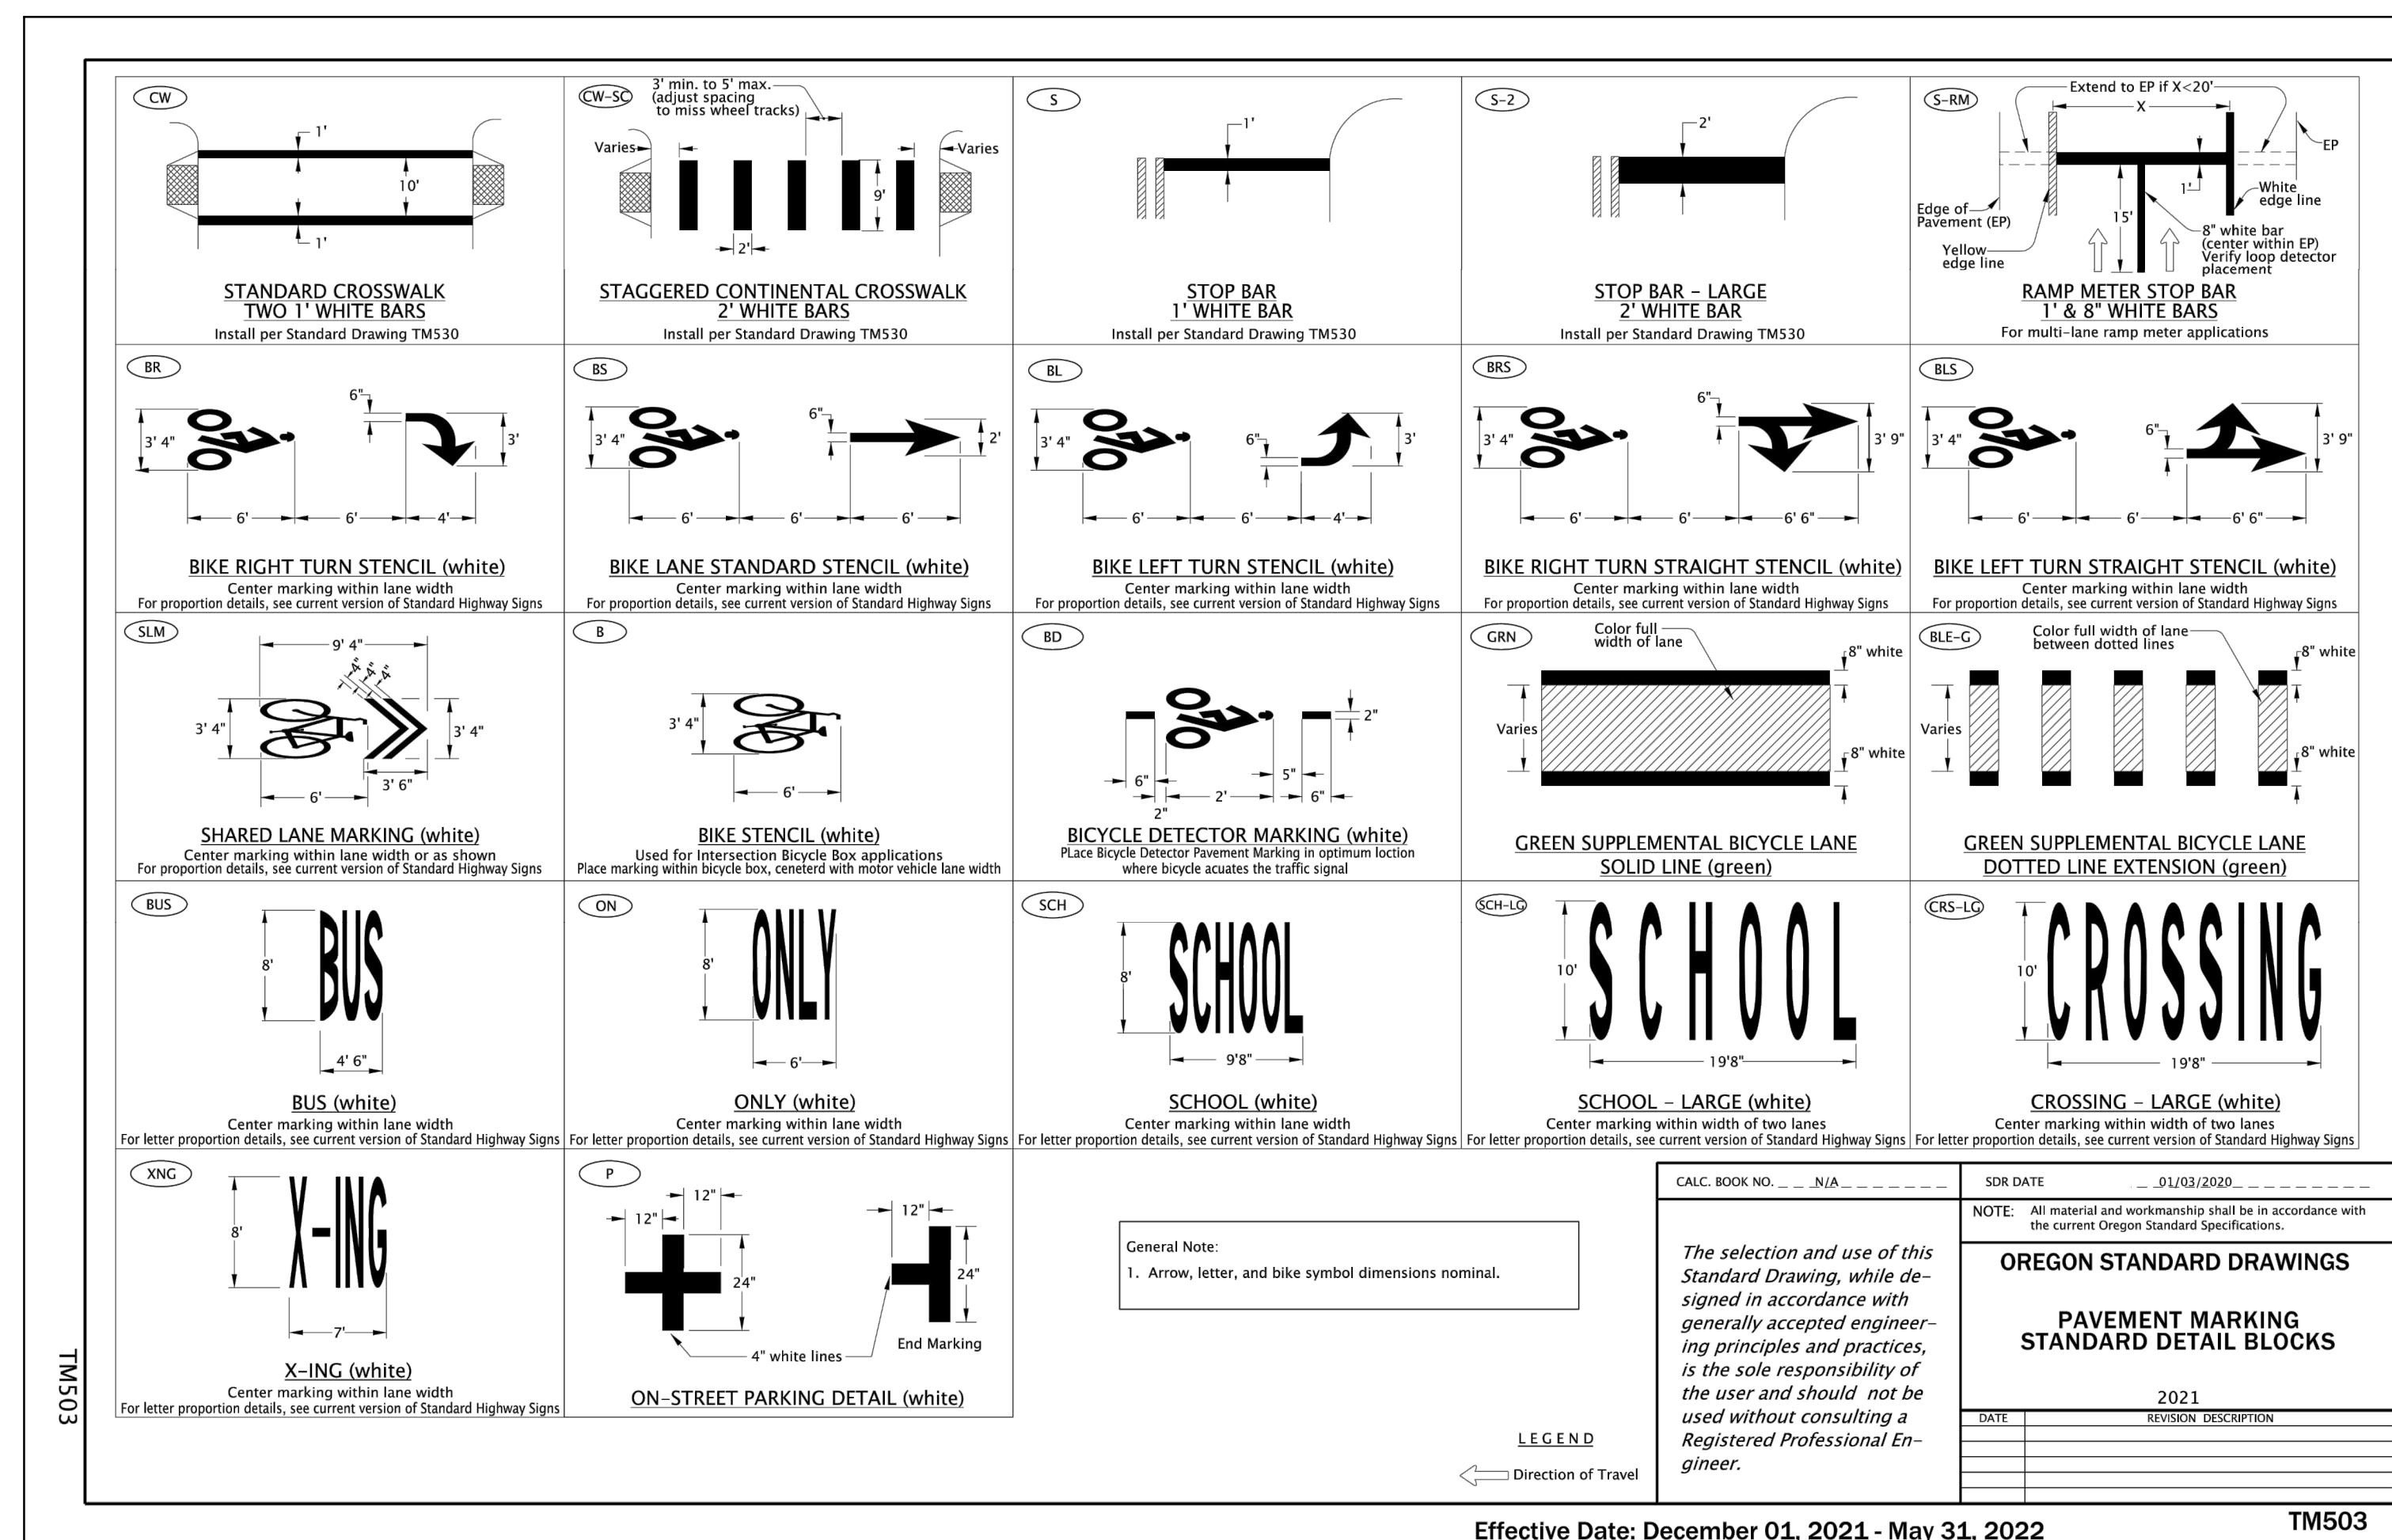 CW
1'
10'
1'
STANDARD CROSSWALK
TWO 1' WHITE BARS
Install per Standard Drawing TM530
CW-SC
3' min. to 5' max.
(adjust spacing
to miss wheel tracks)
Varies
Varies
9'
2'
STAGGERED CONTINENTAL CROSSWALK
2' WHITE BARS
Install per Standard Drawing TM530
S
1'
STOP BAR
1' WHITE BAR
Install per Standard Drawing TM530
S-2
2'
STOP BAR - LARGE
2' WHITE BAR
Install per Standard Drawing TM530
S-RM
Extend to EP if X<20'
X
EP
1'
White
edge line
Edge of
Pavement (EP)
15'
8" white bar
(center within EP)
Verify loop detector
placement
Yellow
edge line
RAMP METER STOP BAR
1' & 8" WHITE BARS
For multi-lane ramp meter applications
BR
6"
3' 4"
3'
6'
6'
4'
BIKE RIGHT TURN STENCIL (white)
Center marking within lane width
For proportion details, see current version of Standard Highway Signs
BS
6"
3' 4"
2'
6'
6'
6'
BIKE LANE STANDARD STENCIL (white)
Center marking within lane width
For proportion details, see current version of Standard Highway Signs
BL
3' 4"
6"
3'
6'
6'
4'
BIKE LEFT TURN STENCIL (white)
Center marking within lane width
For proportion details, see current version of Standard Highway Signs
BRS
6"
3' 4"
3' 9"
6'
6'
6' 6"
BIKE RIGHT TURN STRAIGHT STENCIL (white)
Center marking within lane width
For proportion details, see current version of Standard Highway Signs
BLS
3' 4"
6"
3' 9"
6'
6'
6' 6"
BIKE LEFT TURN STRAIGHT STENCIL (white)
Center marking within lane width
For proportion details, see current version of Standard Highway Signs
SLM
9' 4"
4"
4"
4"
3' 4"
3' 4"
3' 6"
6'
SHARED LANE MARKING (white)
Center marking within lane width or as shown
For proportion details, see current version of Standard Highway Signs
B
3' 4"
6'
BIKE STENCIL (white)
Used for Intersection Bicycle Box applications
Place marking within bicycle box, ceneterd with motor vehicle lane width
BD
2"
6"
5"
2'
6"
2"
BICYCLE DETECTOR MARKING (white)
PLace Bicycle Detector Pavement Marking in optimum loction
where bicycle acuates the traffic signal
GRN
Color full
width of lane
8" white
Varies
8" white
GREEN SUPPLEMENTAL BICYCLE LANE
SOLID LINE (green)
BLE-G
Color full width of lane
between dotted lines
8" white
Varies
8" white
GREEN SUPPLEMENTAL BICYCLE LANE
DOTTED LINE EXTENSION (green)
BUS
8'
BUS
4' 6"
BUS (white)
Center marking within lane width
For letter proportion details, see current version of Standard Highway Signs
ON
8'
ONLY
6'
ONLY (white)
Center marking within lane width
For letter proportion details, see current version of Standard Highway Signs
SCH
8'
SCHOOL
9'8"
SCHOOL (white)
Center marking within lane width
For letter proportion details, see current version of Standard Highway Signs
SCH-LG
10'
SCHOOL
19'8"
SCHOOL - LARGE (white)
Center marking within width of two lanes
For letter proportion details, see current version of Standard Highway Signs
CRS-LG
10'
CROSSING
19'8"
CROSSING - LARGE (white)
Center marking within width of two lanes
For letter proportion details, see current version of Standard Highway Signs
XNG
8'
X-ING
7'
X-ING (white)
Center marking within lane width
For letter proportion details, see current version of Standard Highway Signs
P
12"
12"
24"
12"
24"
End Marking
4" white lines
ON-STREET PARKING DETAIL (white)
General Note:
1. Arrow, letter, and bike symbol dimensions nominal.
LEGEND
Direction of Travel
CALC. BOOK NO. N/A
SDR DATE 01/03/2020
The selection and use of this
Standard Drawing, while de-
signed in accordance with
generally accepted engineer-
ing principles and practices,
is the sole responsibility of
the user and should not be
used without consulting a
Registered Professional En-
gineer.
NOTE: All material and workmanship shall be in accordance with
the current Oregon Standard Specifications.
OREGON STANDARD DRAWINGS
PAVEMENT MARKING
STANDARD DETAIL BLOCKS
2021
DATE REVISION DESCRIPTION
TM503
Effective Date: December 01, 2021 - May 31, 2022
TM503